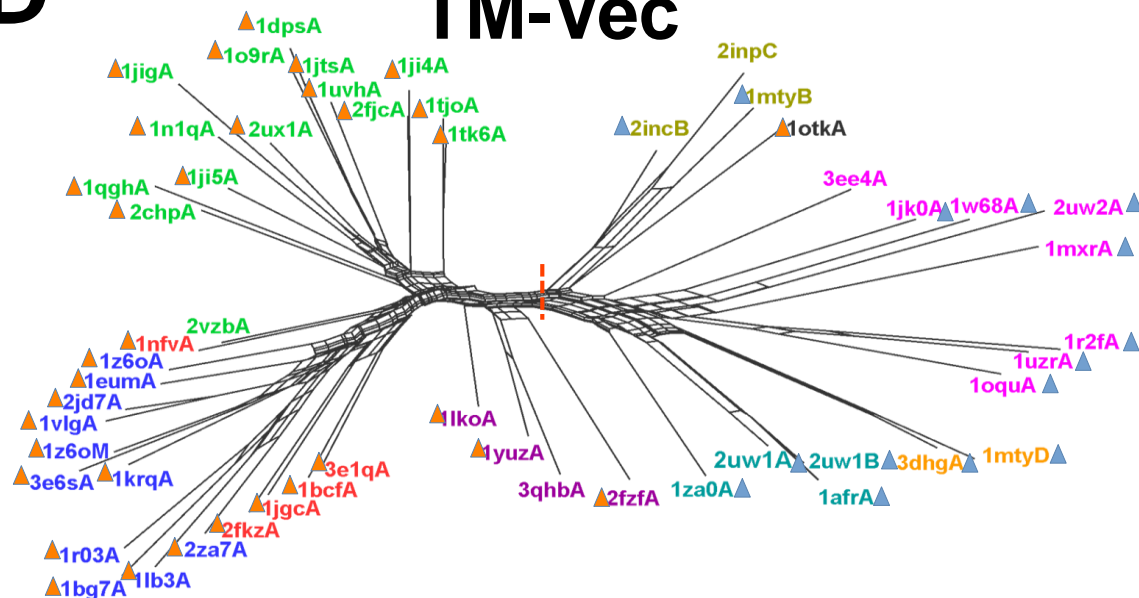 D
TM-Vec
1dpsA
1o9rA
1jtsA
1ji4A
1jigA
1uvhA
2fjcA
1tjoA
1n1qA
2ux1A
1tk6A
1qghA
1ji5A
2chpA
2inpC
1mtyB
2incB
1otkA
3ee4A
1jk0A
1w68A
2uw2A
1mxrA
2vzbA
1nfvA
1z6oA
1eumA
2jd7A
1vlgA
1z6oM
3e6sA
1krqA
1r2fA
1uzrA
1oquA
1lkoA
1yuzA
3qhbA
2fzfA
3e1qA
1bcfA
1jgcA
2fkzA
2za7A
1r03A
1lb3A
1bg7A
2uw1A
2uw1B
3dhgA
1mtyD
1za0A
1afrA